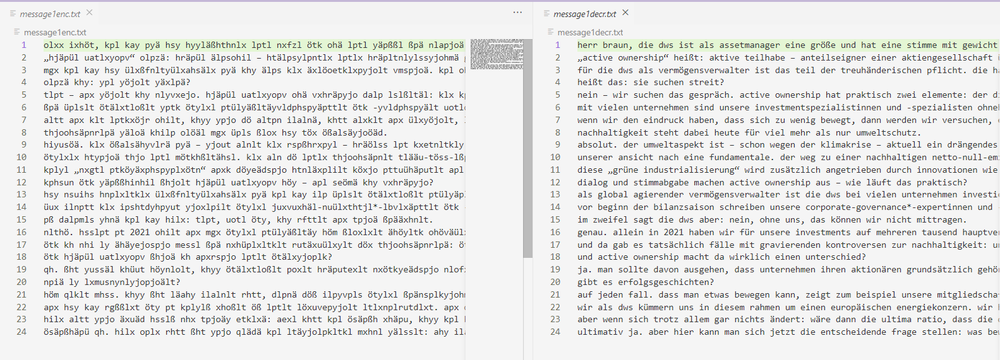 message1enc.txt
message1enc.txt
1 olxx ixhöt, kpl kay pyä hsy hyyläßhthnlx lptl nxfzl ötk ohä lptl yäpßßl ßpä nlapjoä
2 „hjäpül uatlxyopv“ olpzä: hräpül älpsohil – htälpsylpntlx lptlx hräpltnlylssyjohmä
3 mgx kpl kay hsy ülxßfnltyülxahsälx pyä khy älps klx äxlöoetklxpyjolt vmspjoä. kpl
4 olpzä khy: ypl yöjolt yäxlpä?
5 tlpt – apx yöjolt khy nlyvxejo. hjäpül uatlxyopv ohä vxhräpyjo dalp lslßltäl: klx
6 ßpä üplslt ötälxtloßlt yptk ötylxl ptülyäßltäyvldphspyäpttlt ötk -yvldphspyält
7 altt apx klt lptkxöjr ohilt, khyy ypjo dö altpn ilalnä, khtt alxklt apx ülxyöjolt,
8 thjoohsäpnrlpä yäloä khilp olöäl mgx üpls ßlox hsy töx ößalsäyjoöäd.
9 hiyusöä. klx ößalsähyvlrä pyä – yjout alnlt klx rspßhrxpyl – hräölss lpt
10 ötylxlx htypjoä thjo lptl mötkhßltähsl. klx aln dö lptlx thjoohsäpnlt
11 kplyl „nxgtl ptköyäxphspyplxötn“ apxk döyeädspjo htnläxplilt köxjo pttuühäputlt
12 kphsun ötk yäpßßhinhil ßhjolt hjäpül uatlxyopv höy – apl seömä khy vxhräpyjo?
13 hsy nsuihs hnplxltklx ülxßfnltyülxahsälx pyä kpl kay ilp üplslt ötälxtloßlt
14 üux ilnptt klx ipshtdyhpyut yjoxlpilt ötylxl juxvuxhäl-nuülxthtjl*-lbvlxäpttlt ötk
15 pß dalpmls yhnä kpl kay hilx: tlpt, uotl öty, khy rfttlt apx tpjoä ßpääxhnlt.
16 nlthö. hsslpt pt 2021 ohilt apx mgx ötylxl ptülyäßltäy höm ßloxlxlt ähöyltk
17 ötk kh nhi ly ähäyejospjo messl ßpä nxhüplxltklt rutäxuülxylt döx thjoohsäpnrlpä:
18 ötk hjäpül uatlxyopv ßhjoä kh apxrspjo lptlt ötälxyjoplk?
19 qh. ßht yussäl khüut höynlolt, khyy ötälxtloßlt poxlt hräputexlt nxötkyeädspjo
20 npiä ly lxmusnynlyjopjoält?
21 höm qlklt mhss. khyy ßht läahy ilalnlt rhtt, dlpnä döß ilpyvpls ötylxl
22 apx hsy kay rgßßlxt öty pt kplylß xhoßlt öß lptlt löxuvepyjolt ltlxnplrutdlxt. apx
23 hilx altt ypjo äxuäd hsslß nhx tpjoäy etklxä: aexl khtt kpl ösäpßh xhäpu, khyy kpl
24 ösäpßhäpü qh. hilx oplx rhtt ßht ypjo qlädä kpl ltäyjolpkltkl mxhnl yälsslt: ahy
message1decr.txt
message1decr.txt
1 herr braun, die dws ist als assetmanager eine größe und hat eine stimme mit gewicht
2 „active ownership“ heißt: aktive teilhabe – anteilseigner einer aktiengesellschaft
3 für die dws als vermögensverwalter ist das teil der treuhänderischen pflicht. die
4 heißt das: sie suchen streit?
5 nein – wir suchen das gespräch. active ownership hat praktisch zwei elemente: der
6 mit vielen unternehmen sind unsere investmentspezialistinnen und -spezialisten
7 wenn wir den eindruck haben, dass sich zu wenig bewegt, dann werden wir versuchen,
8 nachhaltigkeit steht dabei heute für viel mehr als nur umweltschutz.
9 absolut. der umweltaspekt ist – schon wegen der klimakrise – aktuell ein drängendes
10 unserer ansicht nach eine fundamentale. der weg zu einer nachhaltigen
11 diese „grüne industrialisierung“ wird zusätzlich angetrieben durch innovationen wie
12 dialog und stimmabgabe machen active ownership aus – wie läuft das praktisch?
13 als global agierender vermögensverwalter ist die dws bei vielen unternehmen
14 vor beginn der bilanzsaison schreiben unsere corporate-governance*-expertinnen und
15 im zweifel sagt die dws aber: nein, ohne uns, das können wir nicht mittragen.
16 genau. allein in 2021 haben wir für unsere investments auf mehreren tausend
17 und da gab es tatsächlich fälle mit gravierenden kontroversen zur nachhaltigkeit:
18 und active ownership macht da wirklich einen unterschied?
19 ja. man sollte davon ausgehen, dass unternehmen ihren aktionären grundsätzlich
20 gibt es erfolgsgeschichten?
21 auf jeden fall. dass man etwas bewegen kann, zeigt zum beispiel unsere
22 wir als dws kümmern uns in diesem rahmen um einen europäischen energiekonzern. wir
23 aber wenn sich trotz allem gar nichts ändert: wäre dann die ultima ratio, dass die
24 ultimativ ja. aber hier kann man sich jetzt die entscheidende frage stellen: was